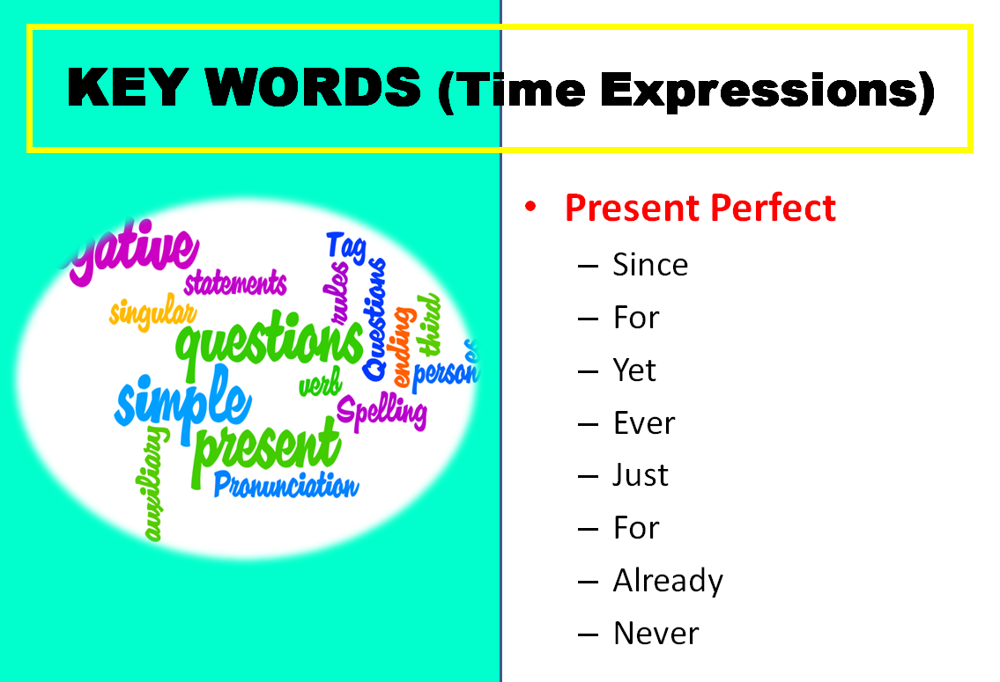 KEY WORDS (Time Expressions)
gative
statements
singular
questions
Tag
rules
Questions
ending
third
person
es
verb
simple
Spelling
present
auxiliary
Pronunciation
• Present Perfect
– Since
– For
– Yet
– Ever
– Just
– For
– Already
– Never